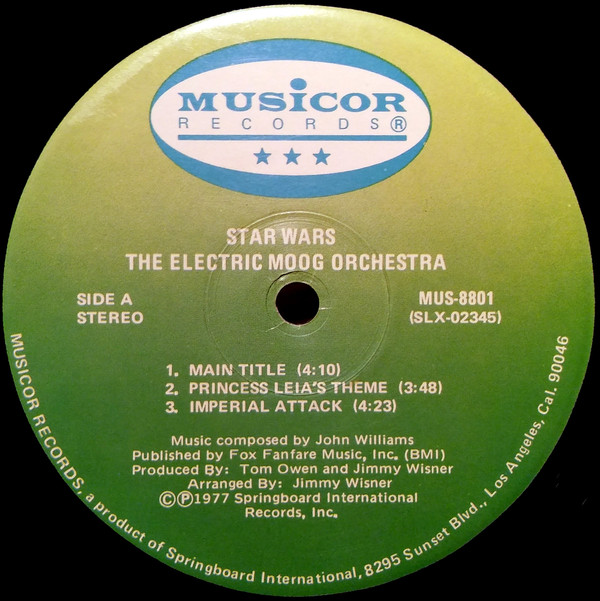 MUSICOR
RECORDS®
STAR WARS
THE ELECTRIC MOOG ORCHESTRA
SIDE A
STEREO
MUS-8801
(SLX-02345)
1. MAIN TITLE (4:10)
2. PRINCESS LEIA'S THEME (3:48)
3. IMPERIAL ATTACK (4:23)
Music composed by John Williams
Published by Fox Fanfare Music, Inc. (BMI)
Produced By: Tom Owen and Jimmy Wisner
Arranged By: Jimmy Wisner
©℗1977 Springboard International
Records, Inc.
MUSICOR RECORDS, a product of Springboard International, 8295 Sunset Blvd., Los Angeles, Cal. 90046